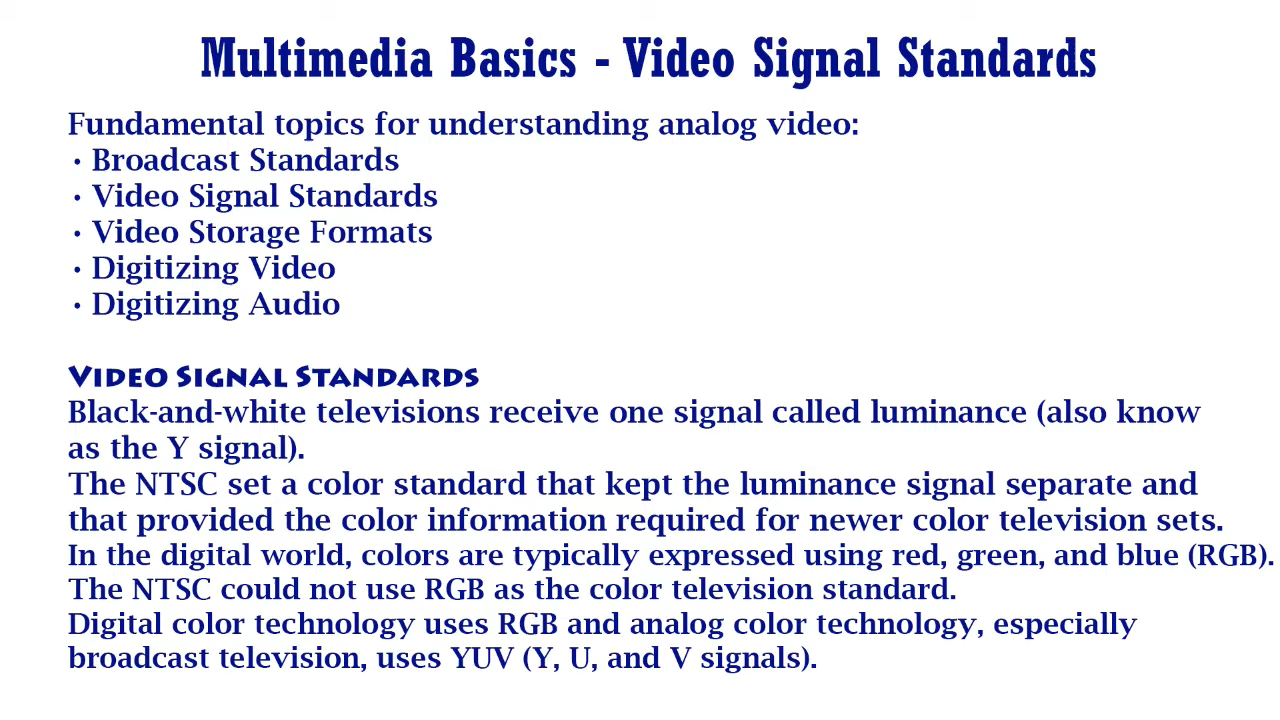 Multimedia Basics - Video Signal Standards
Fundamental topics for understanding analog video:
• Broadcast Standards
• Video Signal Standards
• Video Storage Formats
• Digitizing Video
• Digitizing Audio
Video Signal Standards
Black-and-white televisions receive one signal called luminance (also know
as the Y signal).
The NTSC set a color standard that kept the luminance signal separate and
that provided the color information required for newer color television sets.
In the digital world, colors are typically expressed using red, green, and blue (RGB).
The NTSC could not use RGB as the color television standard.
Digital color technology uses RGB and analog color technology, especially
broadcast television, uses YUV (Y, U, and V signals).